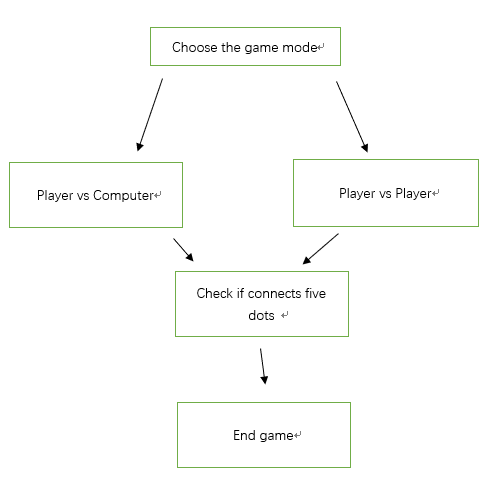 Choose the game mode
Player vs Computer
Player vs Player
Check if connects five
dots
End game